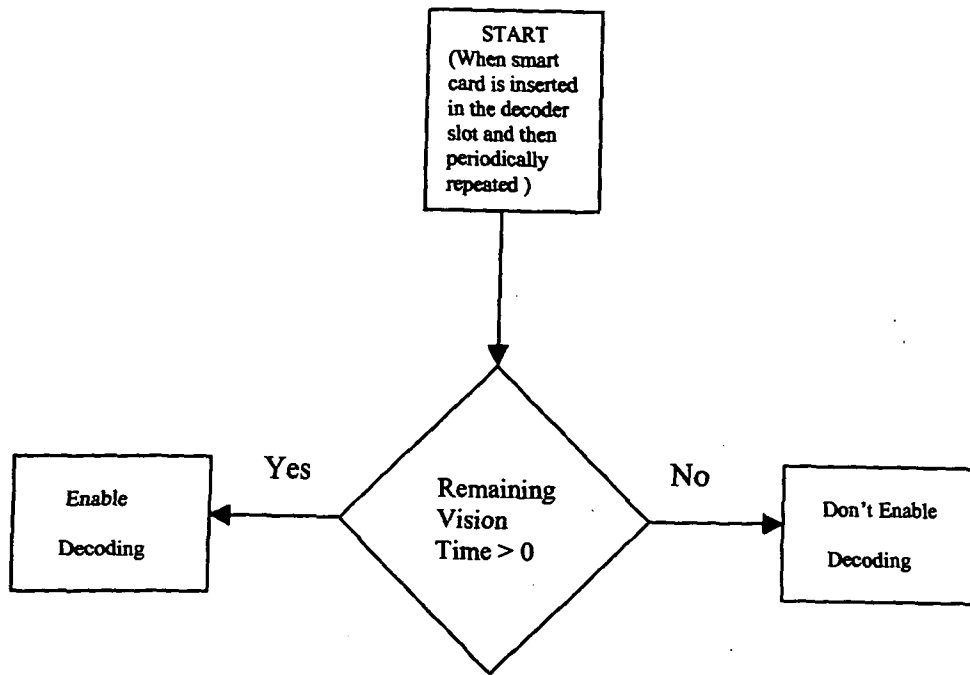 START
(When smart
card is inserted
in the decoder
slot and then
periodically
repeated )
Yes
No
Enable
Decoding
Remaining
Vision
Time > 0
Don't Enable
Decoding